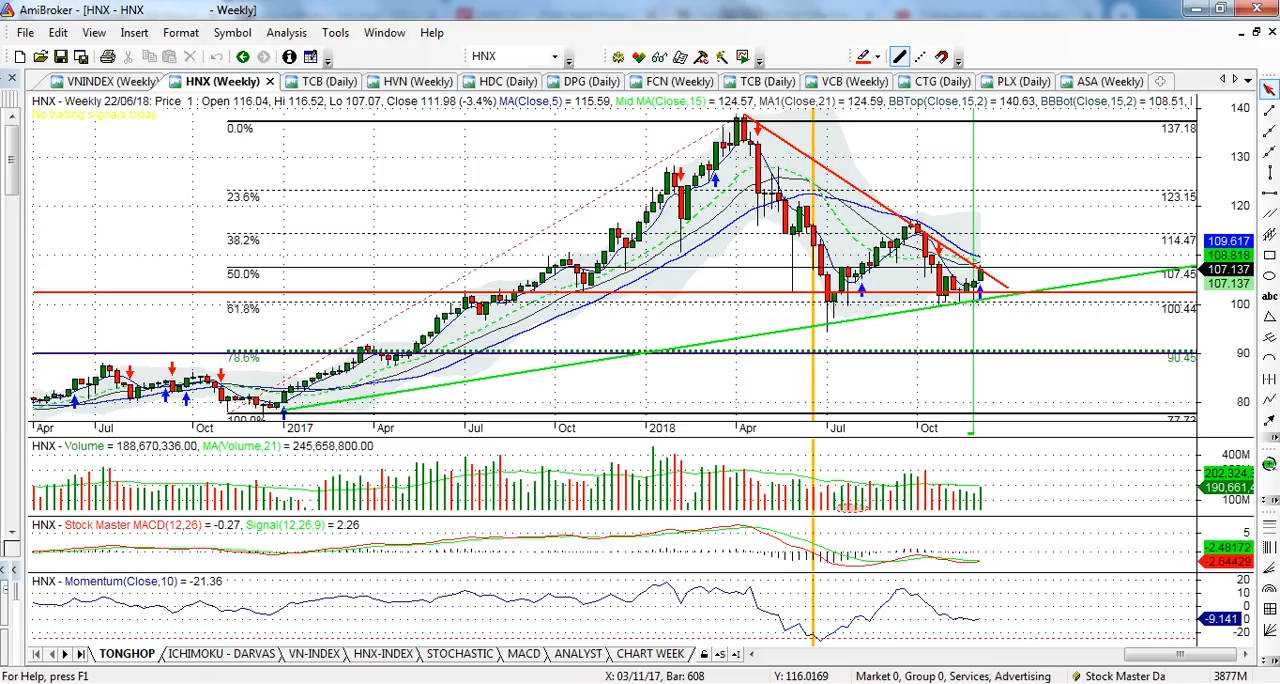 AmiBroker - [HNX - HNX - Weekly]
File Edit View Insert Format Symbol Analysis Tools Window Help
HNX
VNINDEX (Weekly) HNX (Weekly) TCB (Daily) HVN (Weekly) HDC (Daily) DPG (Daily) FCN (Weekly) TCB (Daily) VCB (Weekly) CTG (Daily) PLX (Daily) ASA (Weekly)
HNX - Weekly 22/06/18: Price 1 : Open 116.04, Hi 116.52, Lo 107.07, Close 111.98 (-3.4%) MA(Close,5) = 115.59, Mid MA(Close,15) = 124.57, MA1(Close,21) = 124.59, BBTop(Close,15,2) = 140.63, BBBot(Close,15,2) = 108.51,
No trading signals today
140
0.0% 137.18
130
23.6% 123.15
120
38.2% 114.47
109.617
108.818
50.0% 107.45 107.137
107.137
100
61.8% 100.44
90
78.6% 90.45
80
100.0% 77.73
Apr Jul Oct 2017 Apr Jul Oct 2018 Apr Jul Oct
HNX - Volume = 188,670,336.00, MA(Volume,21) = 245,658,800.00
400M
202,324,
190,661,
100M
HNX - Stock Master MACD(12,26) = -0.27, Signal(12,26,9) = 2.26
5
-2.48172
-2.64429
HNX - Momentum(Close,10) = -21.36
20
10
0
-9.141
-20
TONGHOP ICHIMOKU - DARVAS VN-INDEX HNX-INDEX STOCHASTIC MACD ANALYST CHART WEEK
For Help, press F1 X: 03/11/17, Bar: 608 Y: 116.0169 Market 0, Group 0, Services, Advertising Stock Master Da 3877M